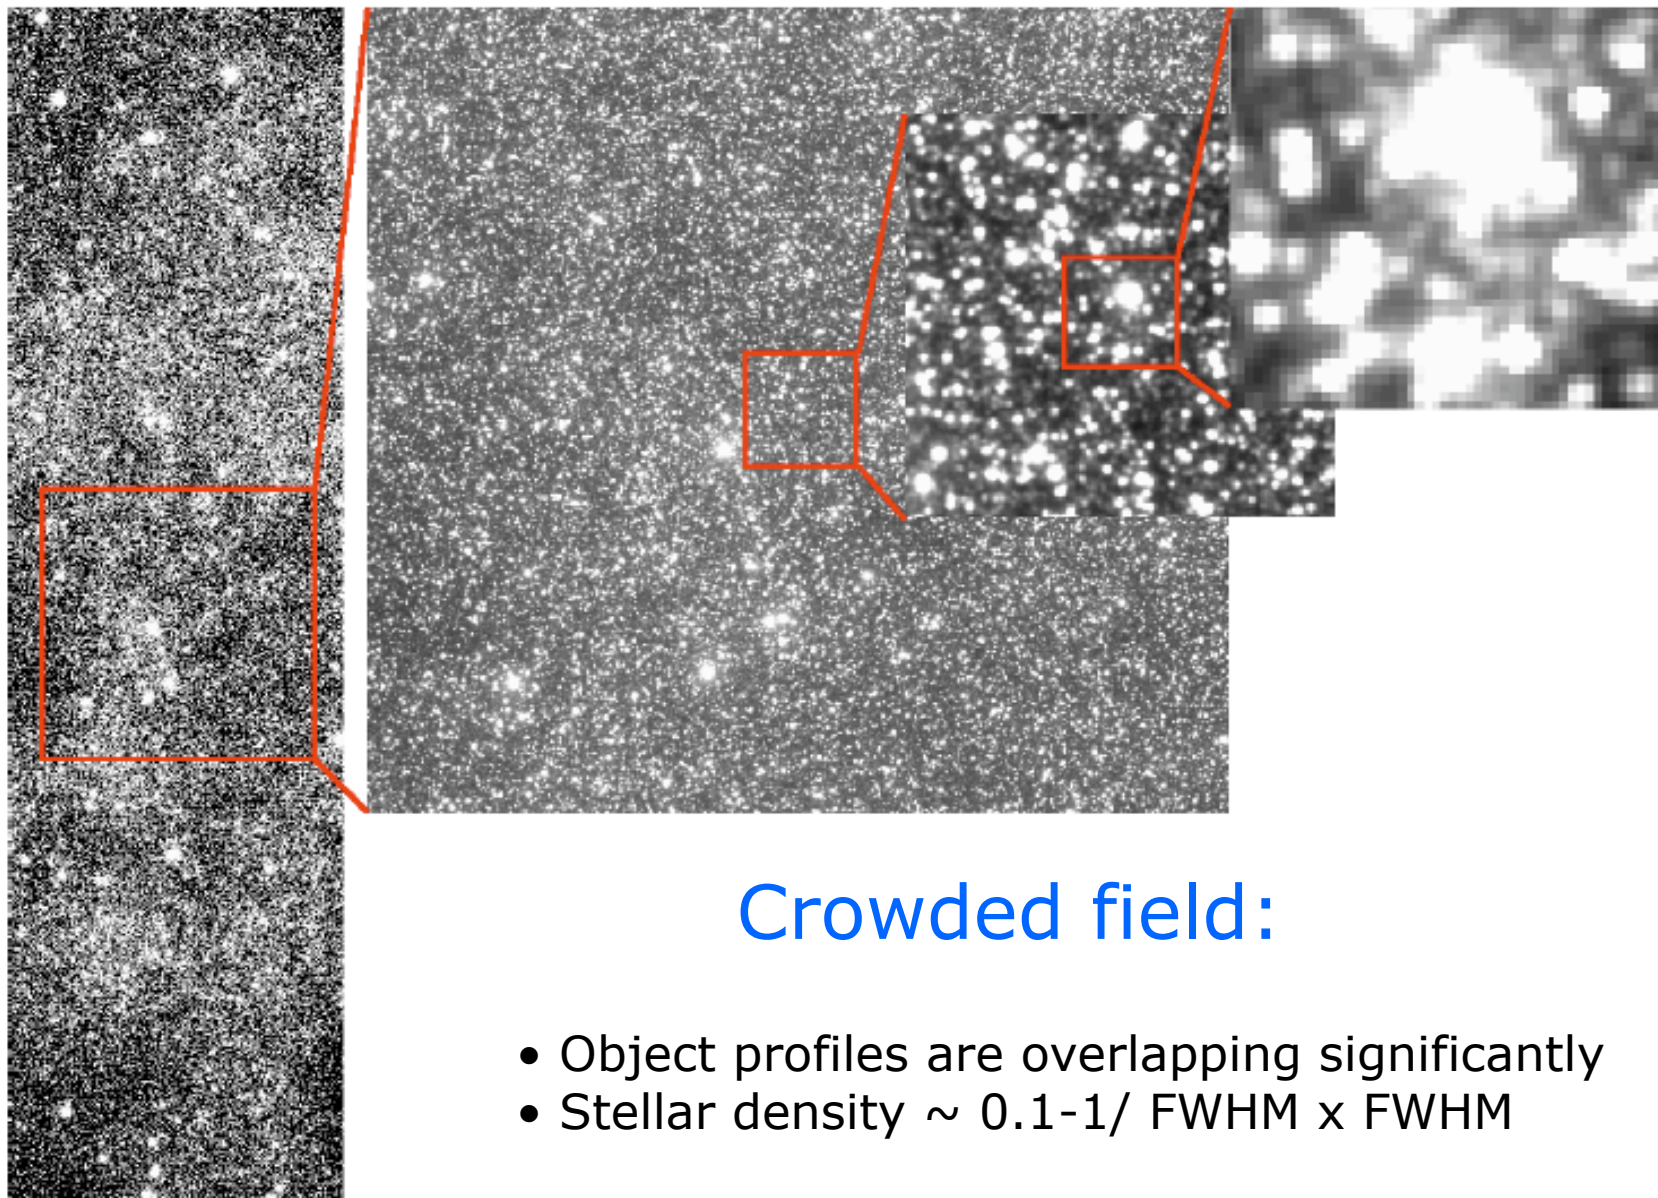 Crowded field:
• Object profiles are overlapping significantly
• Stellar density ~ 0.1-1/ FWHM x FWHM